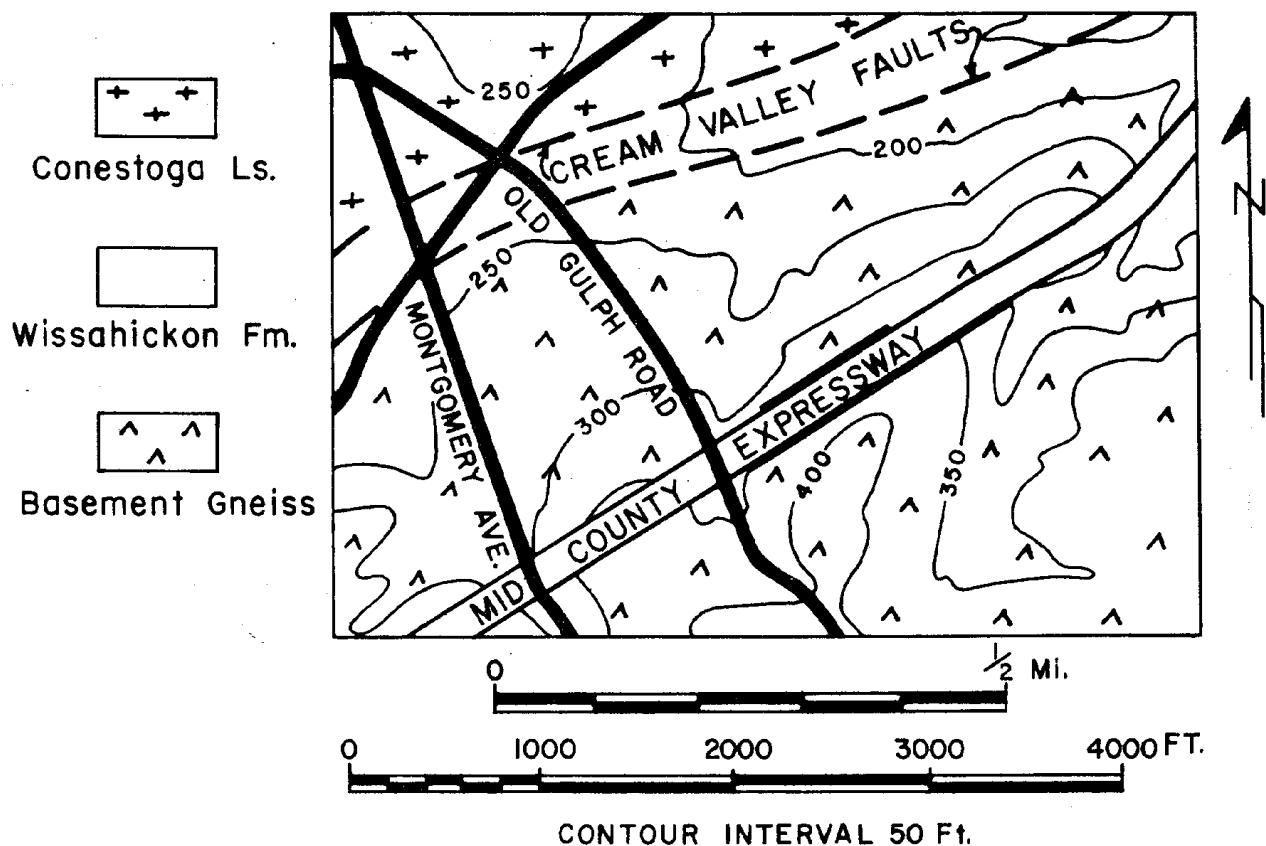 Conestoga Ls.
Wissahickon Fm.
Basement Gneiss
250
CREAM VALLEY FAULTS
200
OLD GULPH ROAD
250
MONTGOMERY AVE.
300
MID COUNTY EXPRESSWAY
400
350
N
0 1/2 Mi.
0 1000 2000 3000 4000 FT.
CONTOUR INTERVAL 50 Ft.